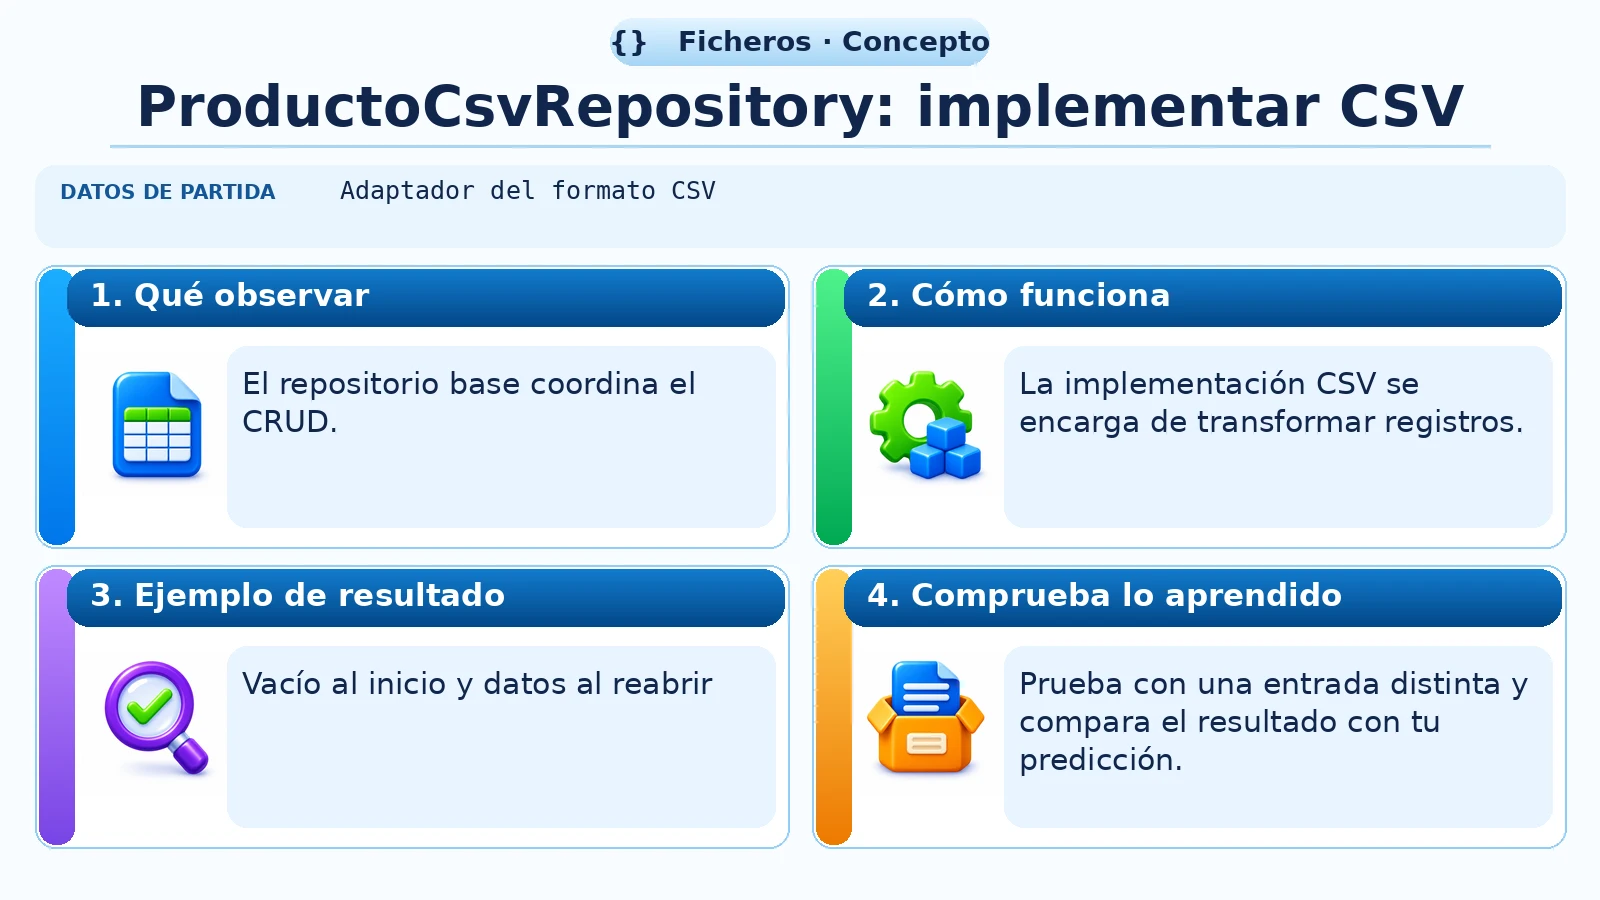 {} Ficheros · Concepto
ProductoCsvRepository: implementar CSV
DATOS DE PARTIDA Adaptador del formato CSV
1. Qué observar
El repositorio base coordina el
CRUD.
2. Cómo funciona
La implementación CSV se
encarga de transformar registros.
3. Ejemplo de resultado
Vacío al inicio y datos al reabrir
4. Comprueba lo aprendido
Prueba con una entrada distinta y
compara el resultado con tu
predicción.